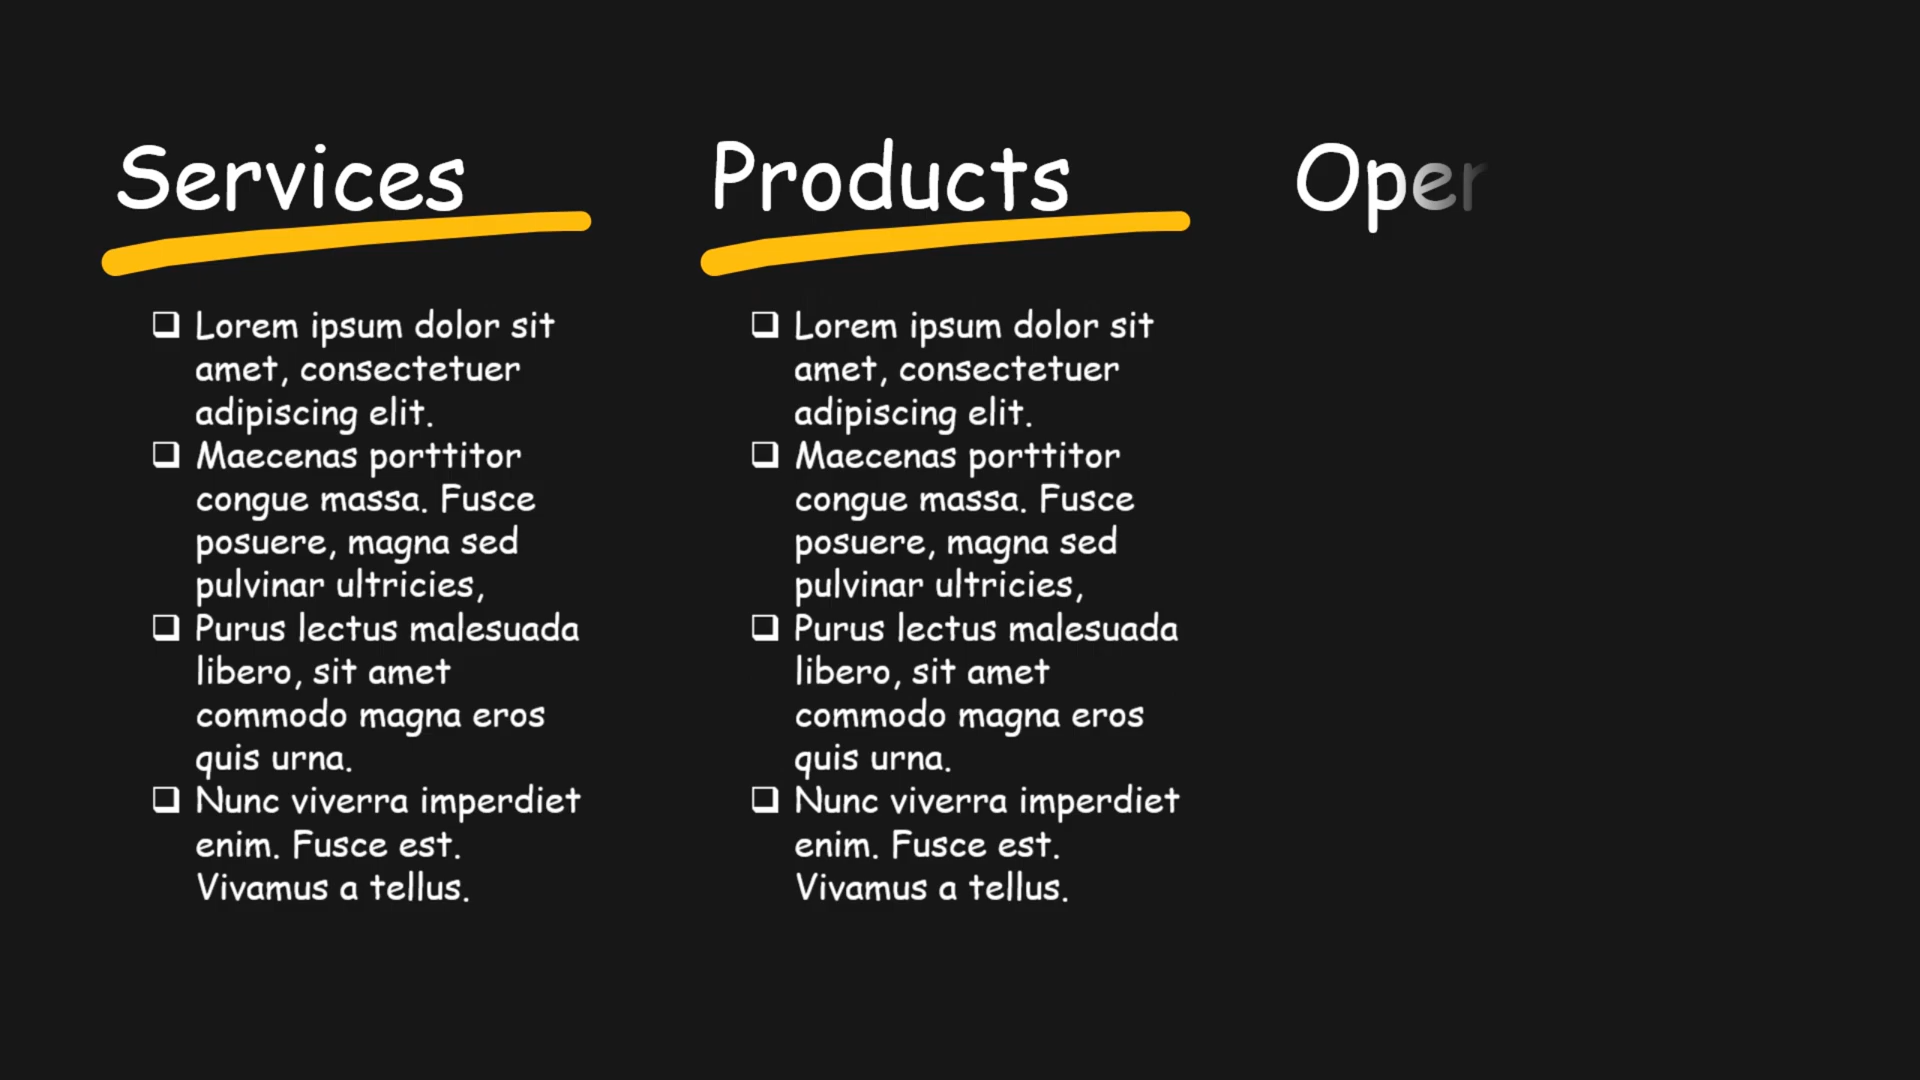 Services
Lorem ipsum dolor sit
amet, consectetuer
adipiscing elit.
Maecenas porttitor
congue massa. Fusce
posuere, magna sed
pulvinar ultricies,
Purus lectus malesuada
libero, sit amet
commodo magna eros
quis urna.
Nunc viverra imperdiet
enim. Fusce est.
Vivamus a tellus.
Products
Lorem ipsum dolor sit
amet, consectetuer
adipiscing elit.
Maecenas porttitor
congue massa. Fusce
posuere, magna sed
pulvinar ultricies,
Purus lectus malesuada
libero, sit amet
commodo magna eros
quis urna.
Nunc viverra imperdiet
enim. Fusce est.
Vivamus a tellus.
Oper